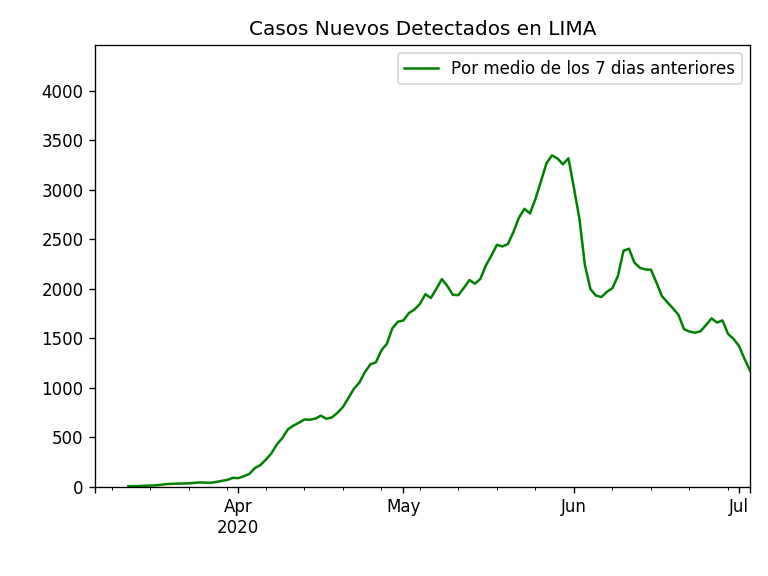 Casos Nuevos Detectados en LIMA
Por medio de los 7 dias anteriores
4000
3500
3000
2500
2000
1500
1000
500
0
Apr
2020
May
Jun
Jul